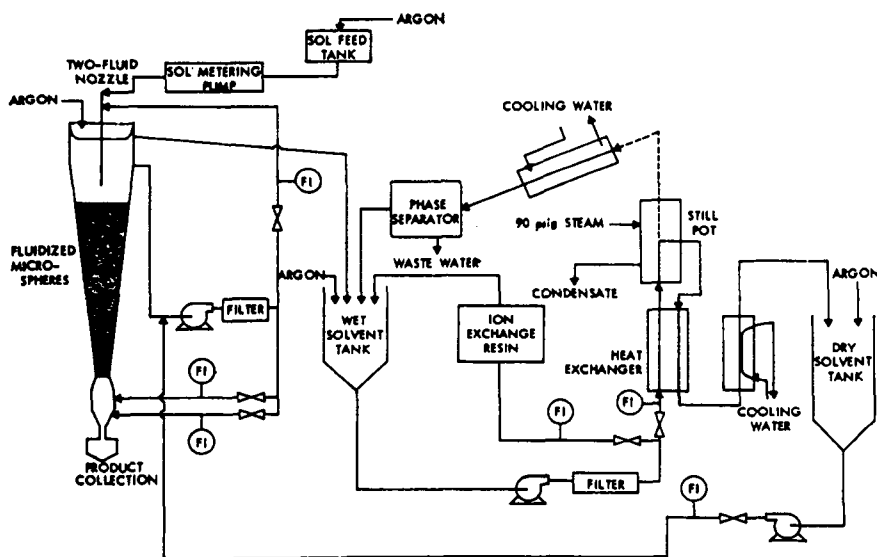 ARGON
SOL FEED
TANK
TWO-FLUID
NOZZLE
SOL METERING
PUMP
ARGON
COOLING WATER
FI
PHASE
SEPARATOR
90 psig STEAM
STILL
POT
FLUIDIZED
MICRO-
SPHERES
WASTE WATER
ARGON
ARGON
CONDENSATE
FILTER
WET
SOLVENT
TANK
ION
EXCHANGE
RESIN
HEAT
EXCHANGER
DRY
SOLVENT
TANK
FI
FI
COOLING
WATER
FI
FI
PRODUCT
COLLECTION
FILTER
FI